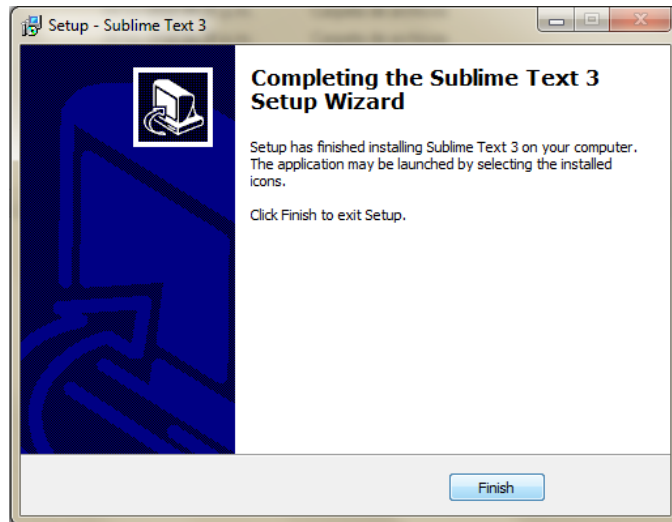 Setup - Sublime Text 3
Completing the Sublime Text 3
Setup Wizard
Setup has finished installing Sublime Text 3 on your computer.
The application may be launched by selecting the installed
icons.
Click Finish to exit Setup.
Finish